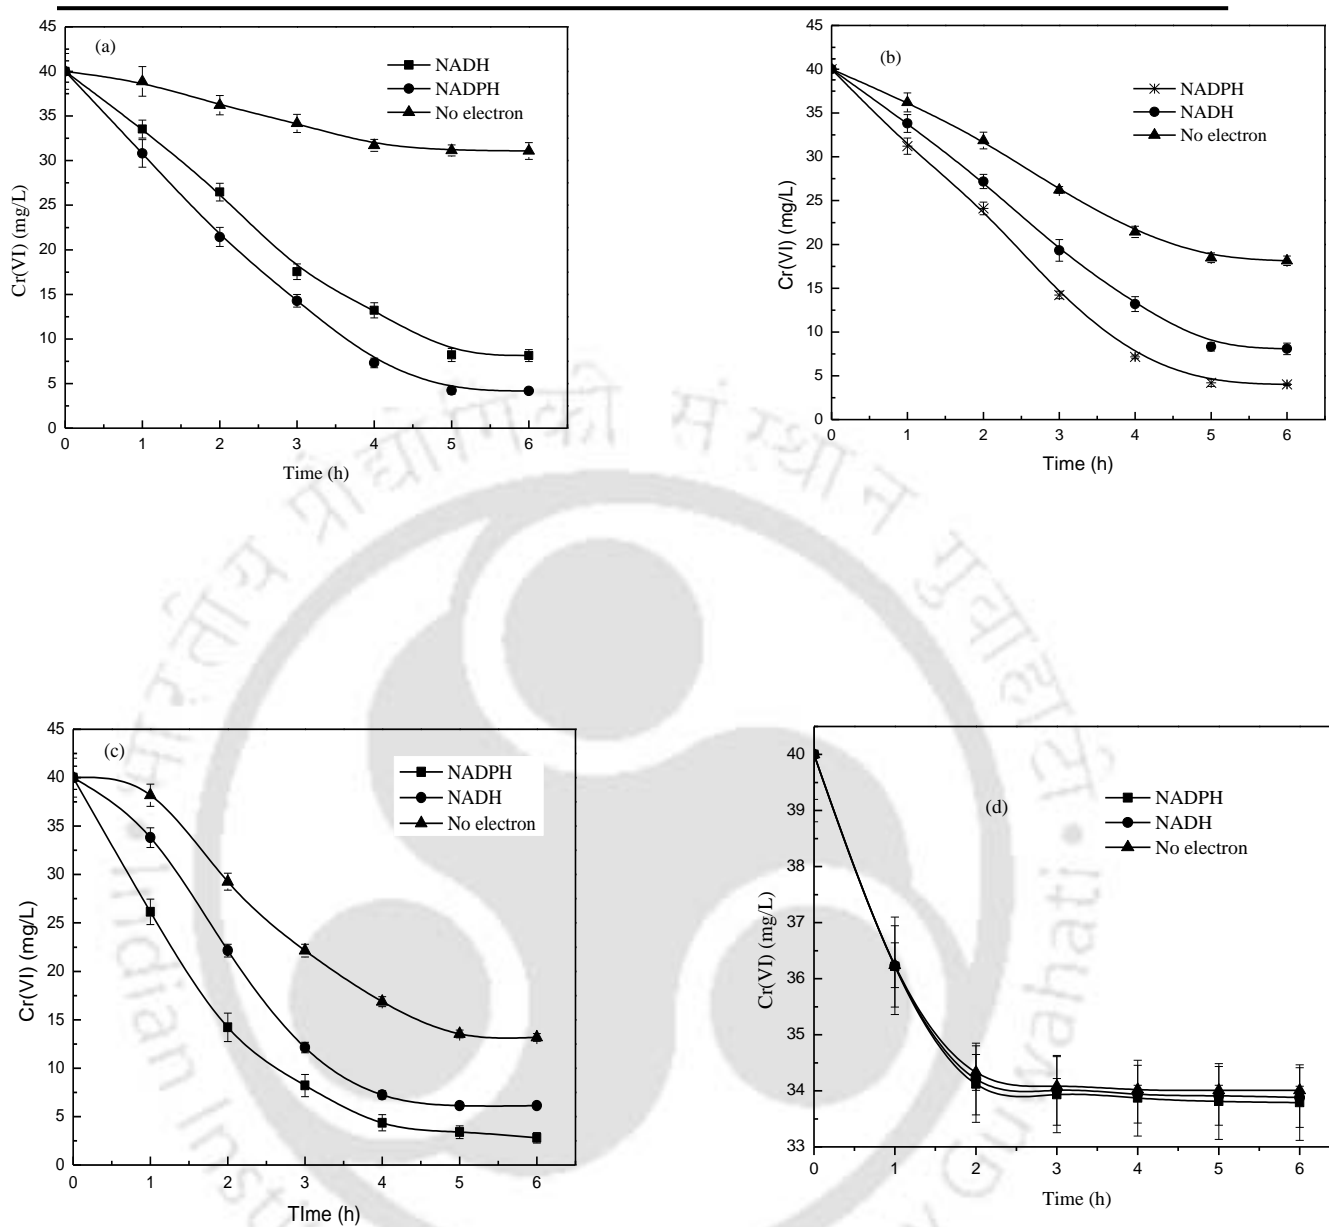 (a)
NADH
NADPH
No electron
45
40
35
30
25
20
15
10
5
0
0 1 2 3 4 5 6
Cr(VI) (mg/L)
Time (h)
(b)
NADPH
NADH
No electron
45
40
35
30
25
20
15
10
5
0
0 1 2 3 4 5 6
Cr(VI) (mg/L)
Time (h)
(c)
NADPH
NADH
No electron
45
40
35
30
25
20
15
10
5
0
0 1 2 3 4 5 6
Cr(VI) (mg/L)
TIme (h)
(d)
NADPH
NADH
No electron
40
39
38
37
36
35
34
33
0 1 2 3 4 5 6
Cr(VI) (mg/L)
Time (h)
भारतीय प्रौद्योगिकी संस्थान गुवाहाटी
Indian Inst
Guwahati